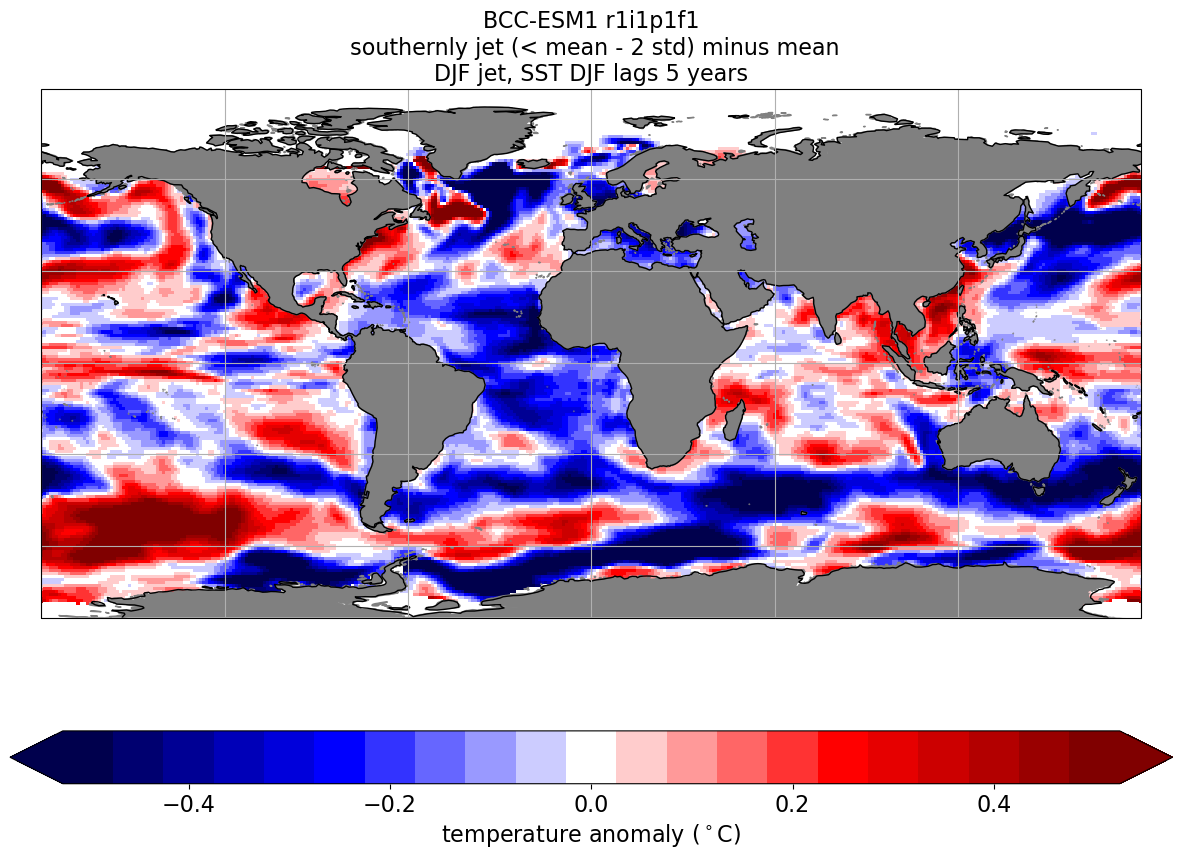 BCC-ESM1 r1i1p1f1
southernly jet (< mean - 2 std) minus mean
DJF jet, SST DJF lags 5 years
−0.4 −0.2 0.0 0.2 0.4
temperature anomaly (°C)